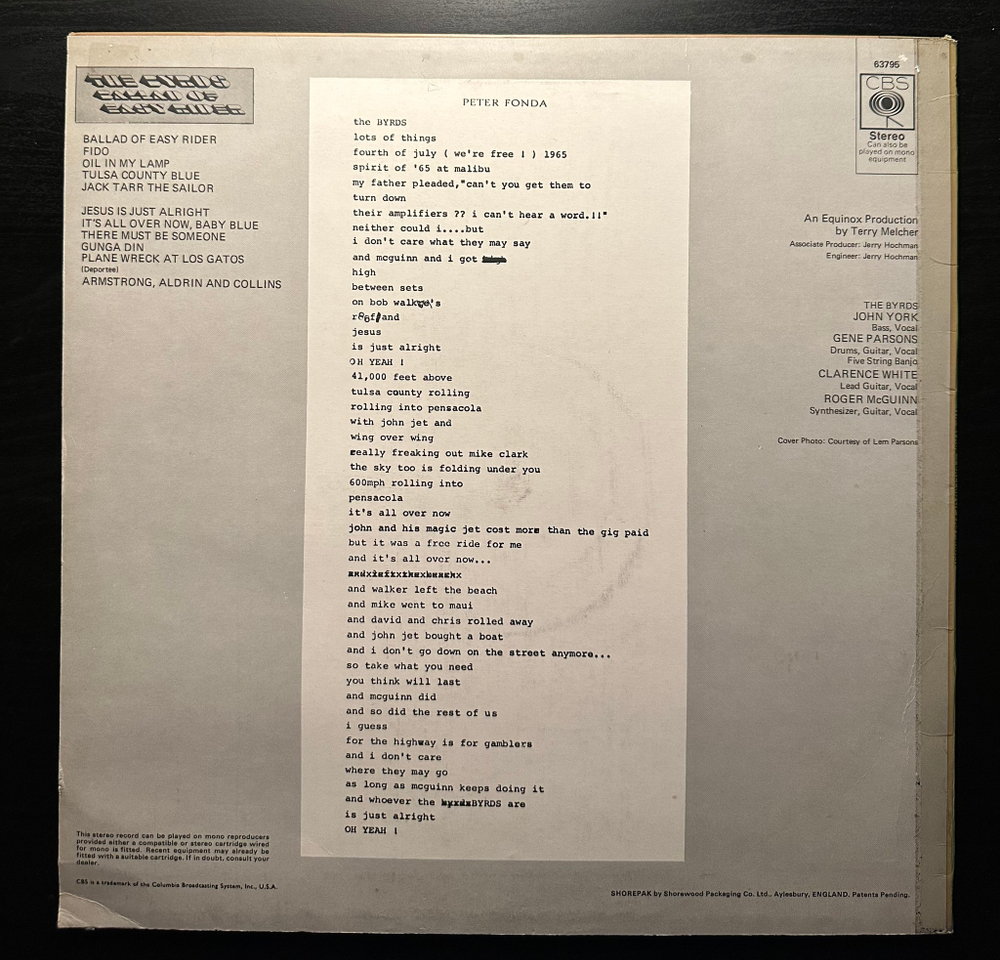 THE BYRDS
BALLAD OF
EASY RIDER
BALLAD OF EASY RIDER
FIDO
OIL IN MY LAMP
TULSA COUNTY BLUE
JACK TARR THE SAILOR
JESUS IS JUST ALRIGHT
IT'S ALL OVER NOW, BABY BLUE
THERE MUST BE SOMEONE
GUNGA DIN
PLANE WRECK AT LOS GATOS
(Deportee)
ARMSTRONG, ALDRIN AND COLLINS
PETER FONDA
the BYRDS
lots of things
fourth of july ( we're free ! ) 1965
spirit of '65 at malibu
my father pleaded,"can't you get them to
turn down
their amplifiers ?? i can't hear a word.!!"
neither could i....but
i don't care what they may say
and mcguinn and i got
high
between sets
on bob walker's
roof and
jesus
is just alright
OH YEAH !
41,000 feet above
tulsa county rolling
rolling into pensacola
with john jet and
wing over wing
really freaking out mike clark
the sky too is folding under you
600mph rolling into
pensacola
it's all over now
john and his magic jet cost more than the gig paid
but it was a free ride for me
and it's all over now...
and walker left the beach
and mike went to maui
and david and chris rolled away
and john jet bought a boat
and i don't go down on the street anymore...
so take what you need
you think will last
and mcguinn did
and so did the rest of us
i guess
for the highway is for gamblers
and i don't care
where they may go
as long as mcguinn keeps doing it
and whoever the BYRDS are
is just alright
OH YEAH !
63795
CBS
Stereo
Can also be
played on mono
equipment
An Equinox Production
by Terry Melcher
Associate Producer: Jerry Hochman
Engineer: Jerry Hochman
THE BYRDS
JOHN YORK
Bass, Vocal
GENE PARSONS
Drums, Guitar, Vocal
Five String Banjo
CLARENCE WHITE
Lead Guitar, Vocal
ROGER McGUINN
Synthesizer, Guitar, Vocal
Cover Photo: Courtesy of Lem Parsons
This stereo record can be played on mono reproducers
provided either a compatible or stereo cartridge wired
for mono is fitted. Recent equipment may already be
fitted with a suitable cartridge. If in doubt, consult your
dealer.
CBS is a trademark of the Columbia Broadcasting System, Inc., U.S.A.
SHOREPAK by Shorewood Packaging Co. Ltd., Aylesbury, ENGLAND. Patents Pending.